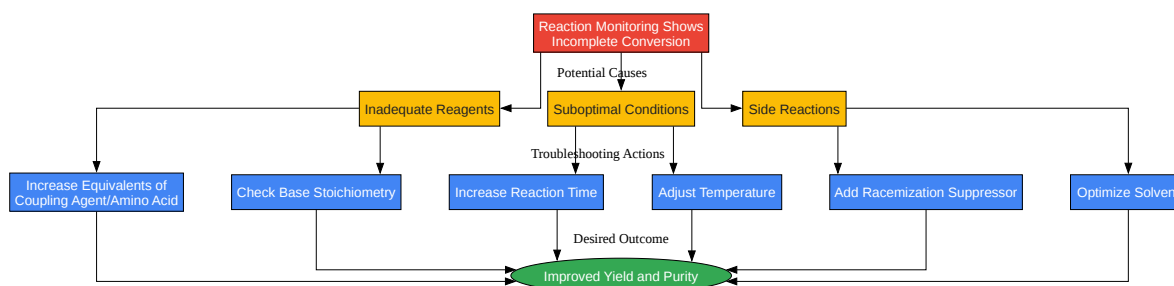 Reaction Monitoring Shows
Incomplete Conversion
Potential Causes
Inadequate Reagents
Suboptimal Conditions
Side Reactions
Troubleshooting Actions
Increase Equivalents of
Coupling Agent/Amino Acid
Check Base Stoichiometry
Increase Reaction Time
Adjust Temperature
Add Racemization Suppressor
Optimize Solvent
Desired Outcome
Improved Yield and Purity